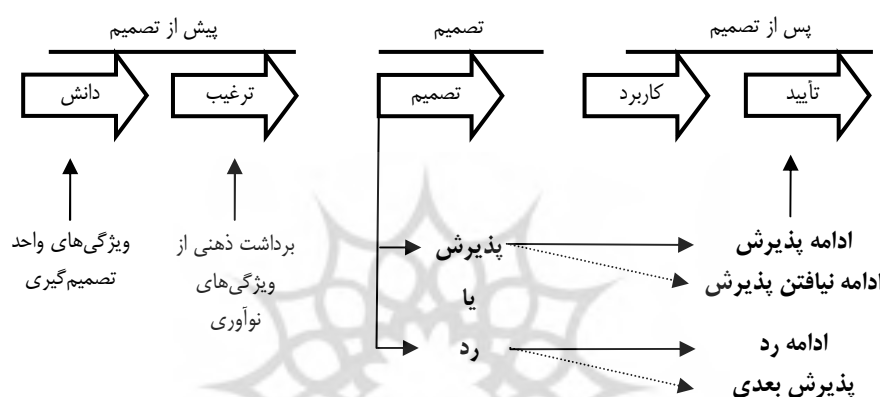 پیش از تصمیم
تصمیم
پس از تصمیم
دانش
ترغیب
تصمیم
کاربرد
تأیید
ویژگی‌های واحد
تصمیم‌گیری
برداشت ذهنی از
ویژگی‌های
نوآوری
پذیرش
یا
رد
ادامه پذیرش
ادامه نیافتن پذیرش
ادامه رد
پذیرش بعدی